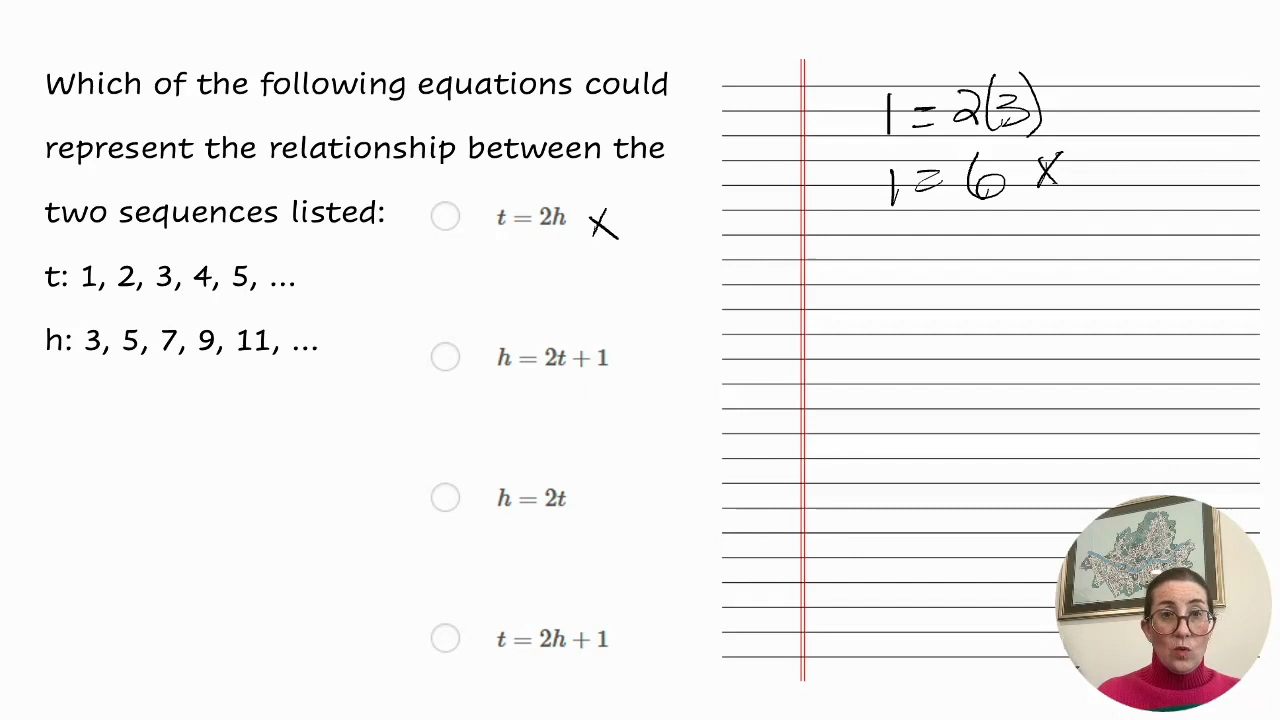 Which of the following equations could
represent the relationship between the
two sequences listed:
t: 1, 2, 3, 4, 5, ...
h: 3, 5, 7, 9, 11, ...
t = 2h X
h = 2t + 1
h = 2t
t = 2h + 1
1 = 2(3)
1 = 6 X